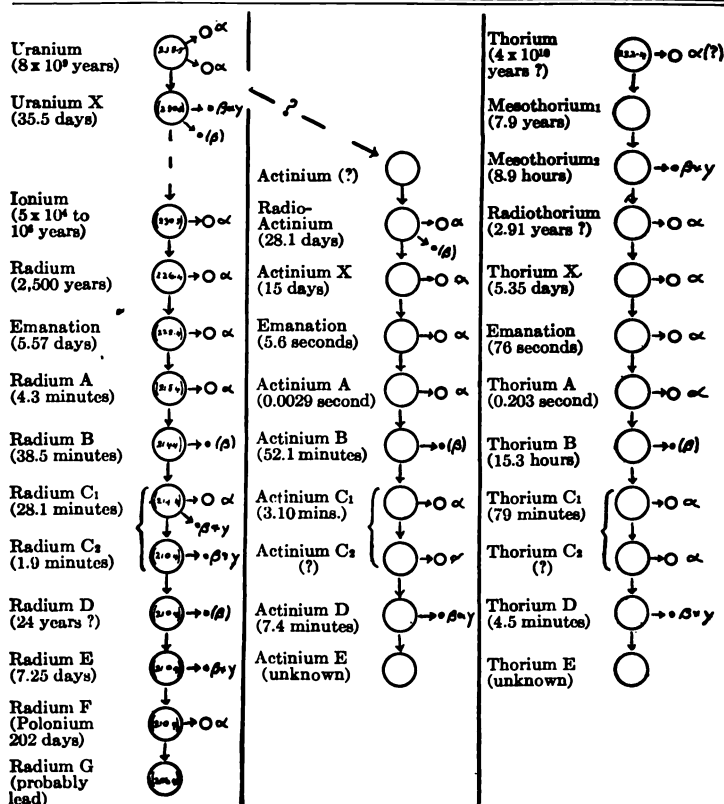 Uranium α
(8 x 10⁹ years) α
Uranium X β+γ
(35.5 days) (β)
Ionium
(5 x 10⁴ to α
10⁶ years)
Radium 226.4 α
(2,500 years)
Emanation α
(5.57 days)
Radium A α
(4.3 minutes)
Radium B (β)
(38.5 minutes)
Radium C₁ α
(28.1 minutes) β+γ
Radium C₂ β+γ
(1.9 minutes)
Radium D (β)
(24 years ?)
Radium E β+γ
(7.25 days)
Radium F
(Polonium α
202 days)
Radium G
(probably
lead)
?
Actinium (?)
Radio-
Actinium α
(28.1 days) (β)
Actinium X α
(15 days)
Emanation α
(5.6 seconds)
Actinium A α
(0.0029 second)
Actinium B (β)
(52.1 minutes)
Actinium C₁ α
(3.10 mins.)
Actinium C₂ α
(?)
Actinium D β+γ
(7.4 minutes)
Actinium E
(unknown)
Thorium α(?)
(4 x 10¹⁰
years ?)
Mesothorium₁
(7.9 years)
Mesothorium₂ β+γ
(8.9 hours)
Radiothorium α
(2.91 years ?)
Thorium X α
(5.35 days)
Emanation α
(76 seconds)
Thorium A α
(0.203 second)
Thorium B (β)
(15.3 hours)
Thorium C₁ α
(79 minutes)
Thorium C₂ α
(?)
Thorium D β+γ
(4.5 minutes)
Thorium E
(unknown)